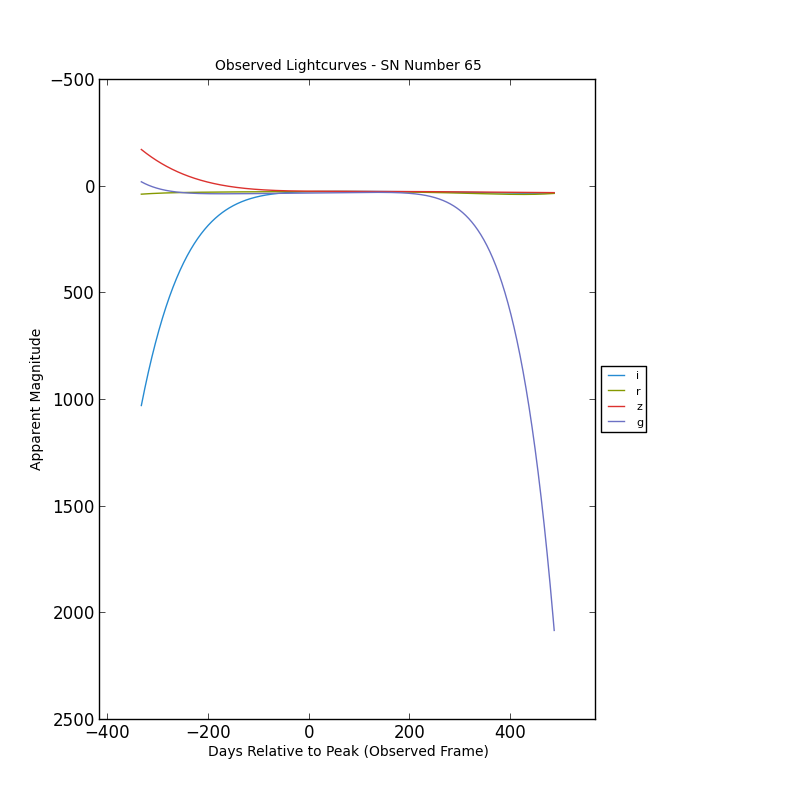 Observed Lightcurves - SN Number 65
−500
0
500
1000
1500
2000
2500
Apparent Magnitude
−400
−200
0
200
400
Days Relative to Peak (Observed Frame)
i
r
z
g